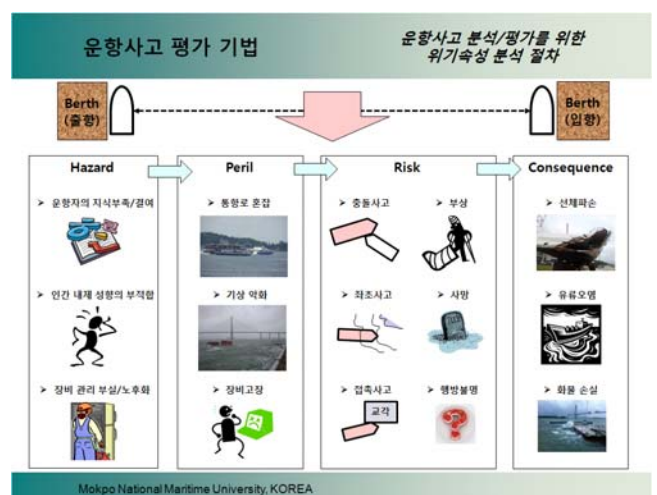 운항사고 평가 기법
운항사고 분석/평가를 위한
위기속성 분석 절차
Berth
(출항)
Berth
(입항)
Hazard
➤ 운항자의 지식부족/결여
➤ 인간 내재 성향의 부적합
➤ 장비 관리 부실/노후화
Peril
➤ 통항로 혼잡
➤ 기상 악화
➤ 장비고장
Risk
➤ 충돌사고
➤ 부상
➤ 좌초사고
➤ 사망
➤ 접촉사고
교각
➤ 행방불명
Consequence
➤ 선체파손
➤ 유류오염
➤ 화물 손실
Mokpo National Maritime University, KOREA